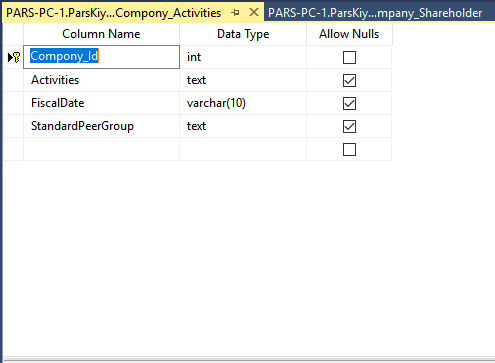 PARS-PC-1.ParsKiy...Compony_Activities PARS-PC-1.ParsKiy...mpany_Shareholder
Column Name Data Type Allow Nulls
Compony_Id int
Activities text
FiscalDate varchar(10)
StandardPeerGroup text